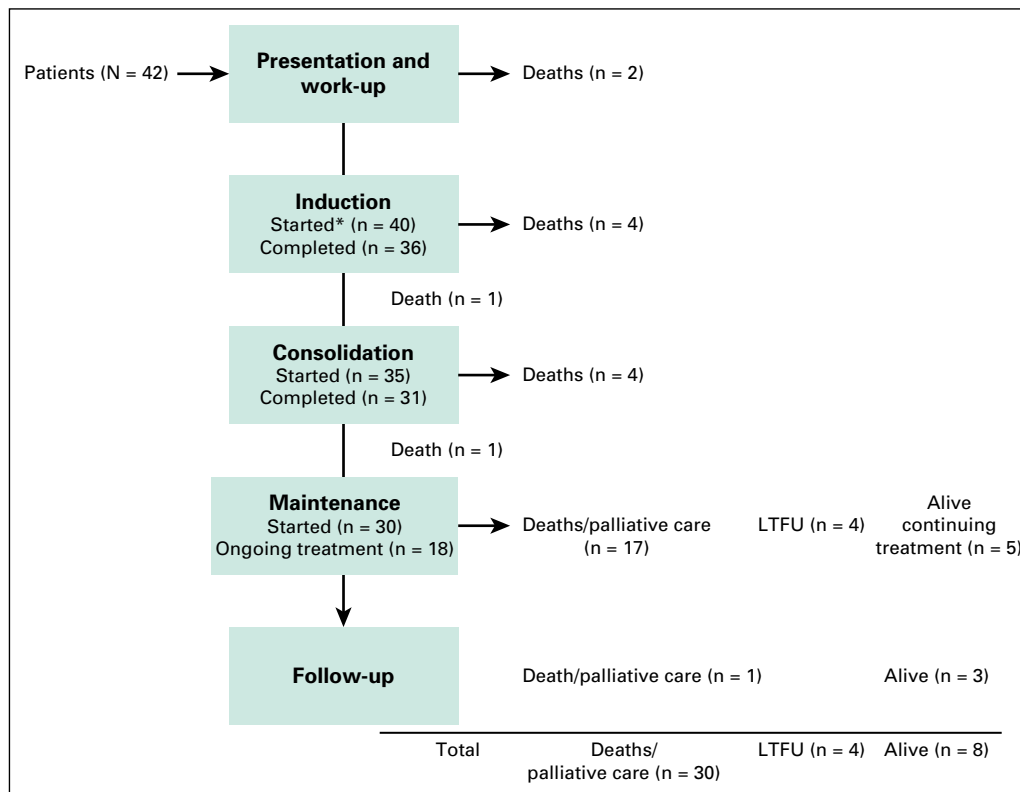 Patients (N = 42)
Presentation and
work-up
Deaths (n = 2)
Induction
Started* (n = 40)
Completed (n = 36)
Deaths (n = 4)
Death (n = 1)
Consolidation
Started (n = 35)
Completed (n = 31)
Deaths (n = 4)
Death (n = 1)
Maintenance
Started (n = 30)
Ongoing treatment (n = 18)
Deaths/palliative care
(n = 17)
LTFU (n = 4)
Alive
continuing
treatment (n = 5)
Follow-up
Death/palliative care (n = 1)
Alive (n = 3)
Total
Deaths/
palliative care (n = 30)
LTFU (n = 4)
Alive (n = 8)